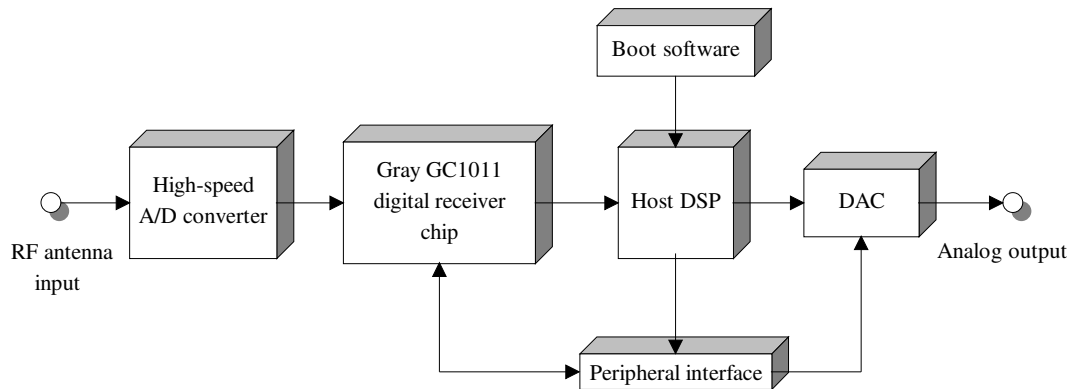 Boot software
High-speed
A/D converter
Gray GC1011
digital receiver
chip
Host DSP
DAC
RF antenna
input
Analog output
Peripheral interface